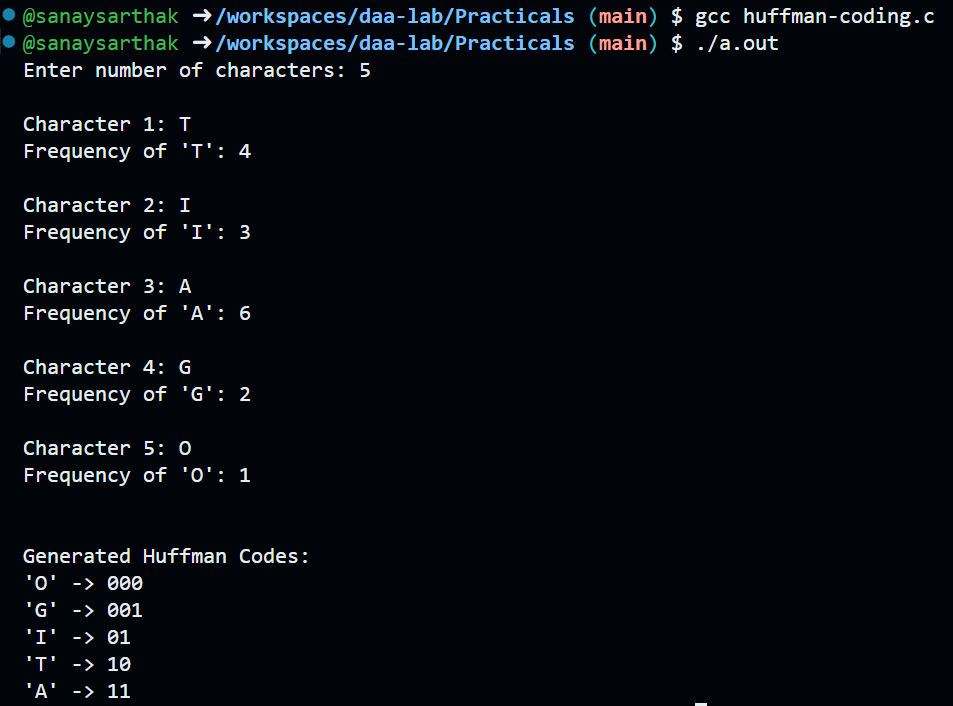 @sanaysarthak ➜/workspaces/daa-lab/Practicals (main) $ gcc huffman-coding.c
@sanaysarthak ➜/workspaces/daa-lab/Practicals (main) $ ./a.out
Enter number of characters: 5
Character 1: T
Frequency of 'T': 4
Character 2: I
Frequency of 'I': 3
Character 3: A
Frequency of 'A': 6
Character 4: G
Frequency of 'G': 2
Character 5: O
Frequency of 'O': 1
Generated Huffman Codes:
'O' -> 000
'G' -> 001
'I' -> 01
'T' -> 10
'A' -> 11